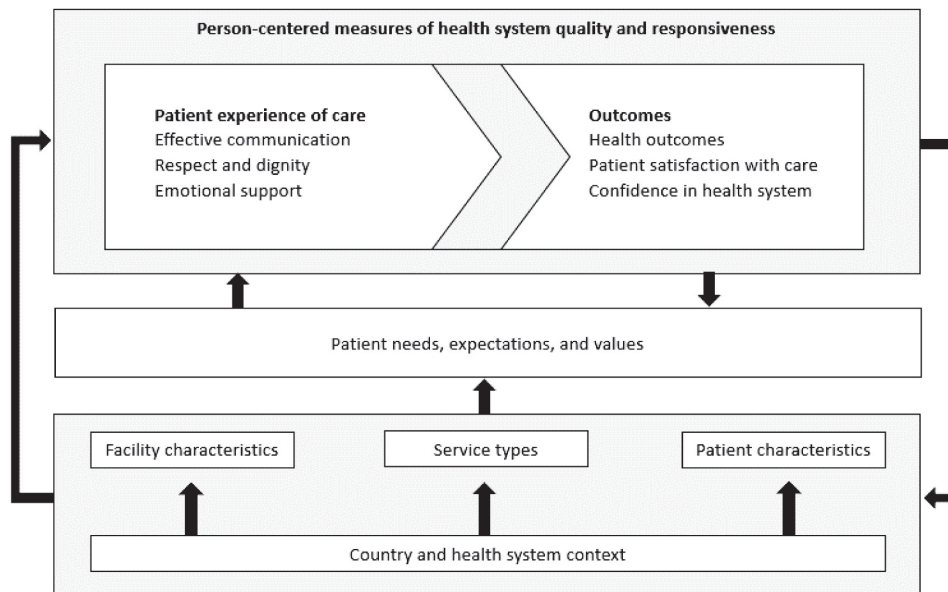 Person-centered measures of health system quality and responsiveness
Patient experience of care
Effective communication
Respect and dignity
Emotional support
Outcomes
Health outcomes
Patient satisfaction with care
Confidence in health system
Patient needs, expectations, and values
Facility characteristics
Service types
Patient characteristics
Country and health system context